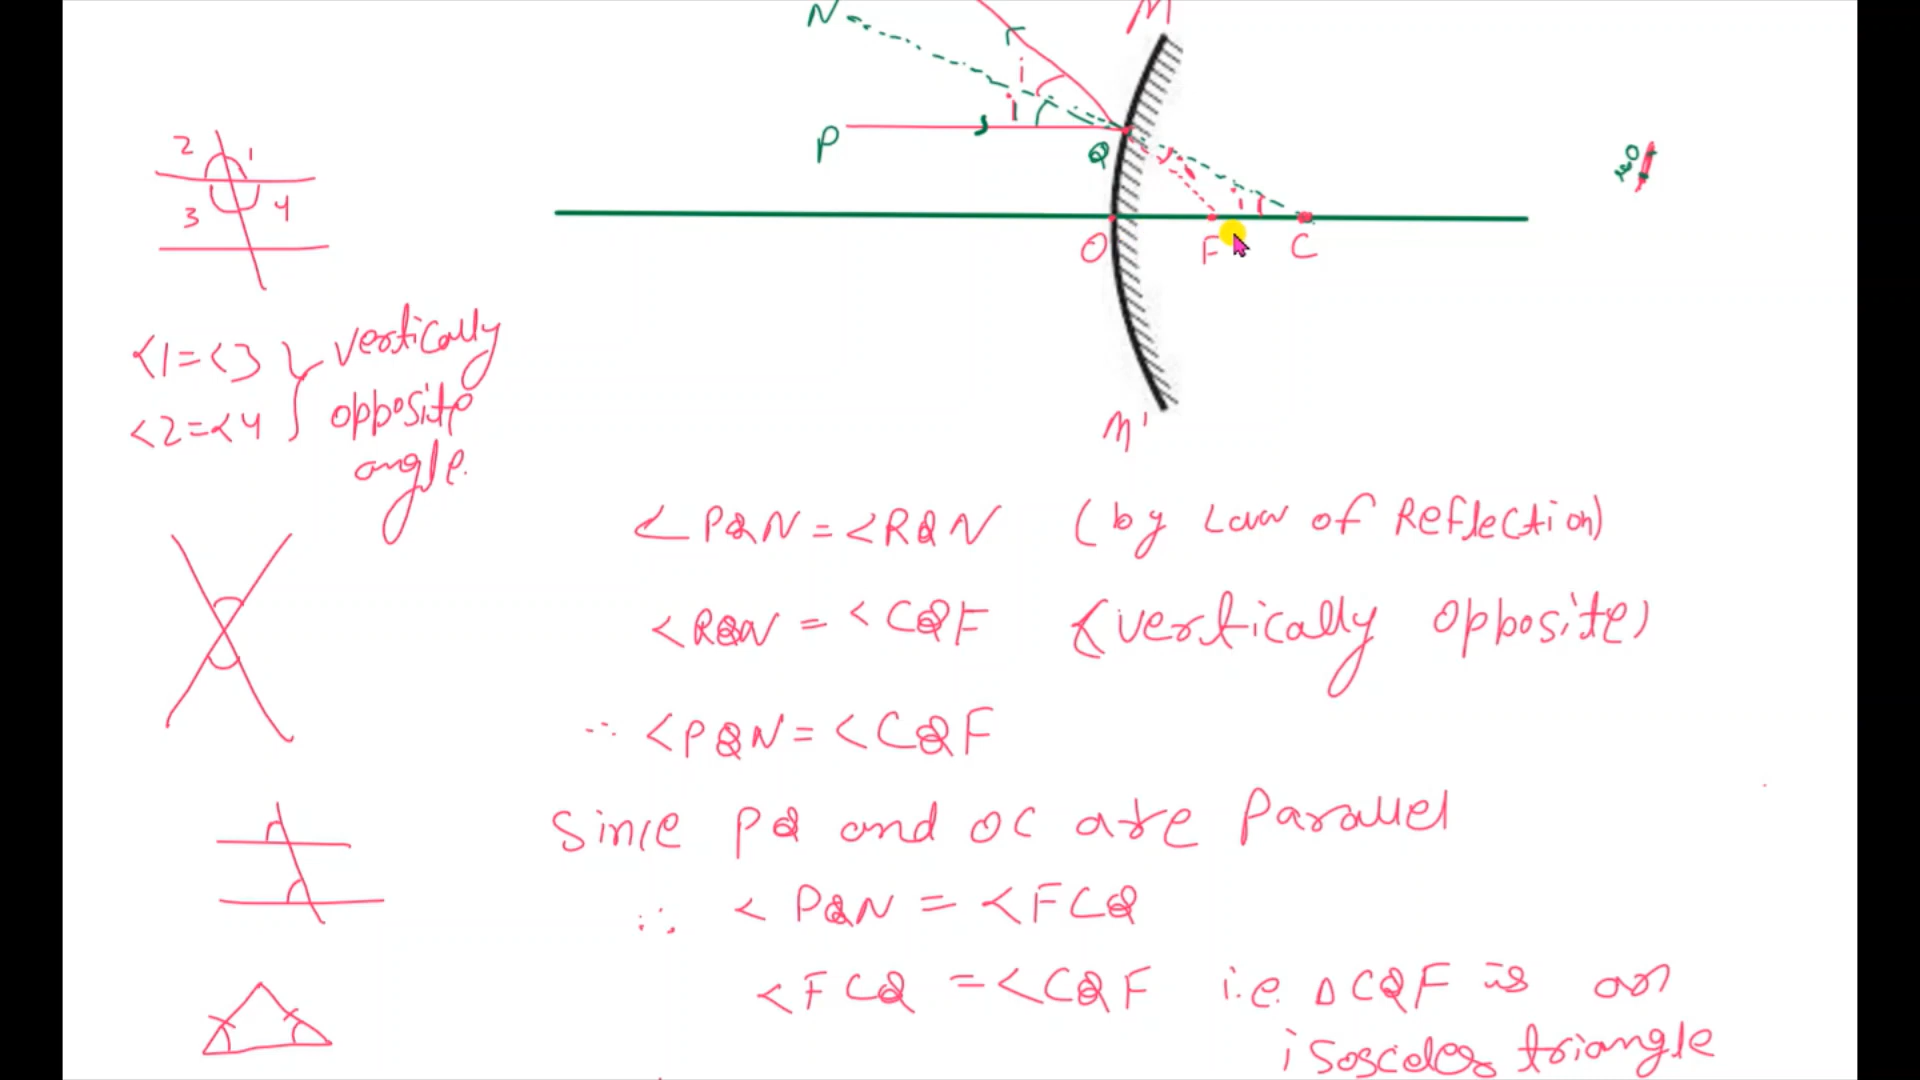 M
N
i
i
P
Q
i
i
O
F
C
M'
2 1
3 4
<1=<3 } vertically
<2=<4 opposite
angle.
<PQN=<RQN (by Law of Reflection)
<RQN = <CQF (vertically opposite)
∴ <PQN=<CQF
Since PQ and OC are Parallel
∴ <PQN = <FCQ
<FCQ = <CQF i.e. ΔCQF is an
isosceles triangle